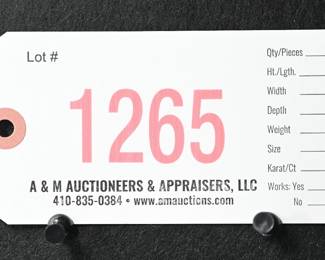 Lot #
1265
A & M AUCTIONEERS & APPRAISERS, LLC
410-835-0384 • www.amauctions.com
Qty/Pieces
Ht./Lgth.
Width
Depth
Weight
Size
Karat/Ct
Works: Yes
No